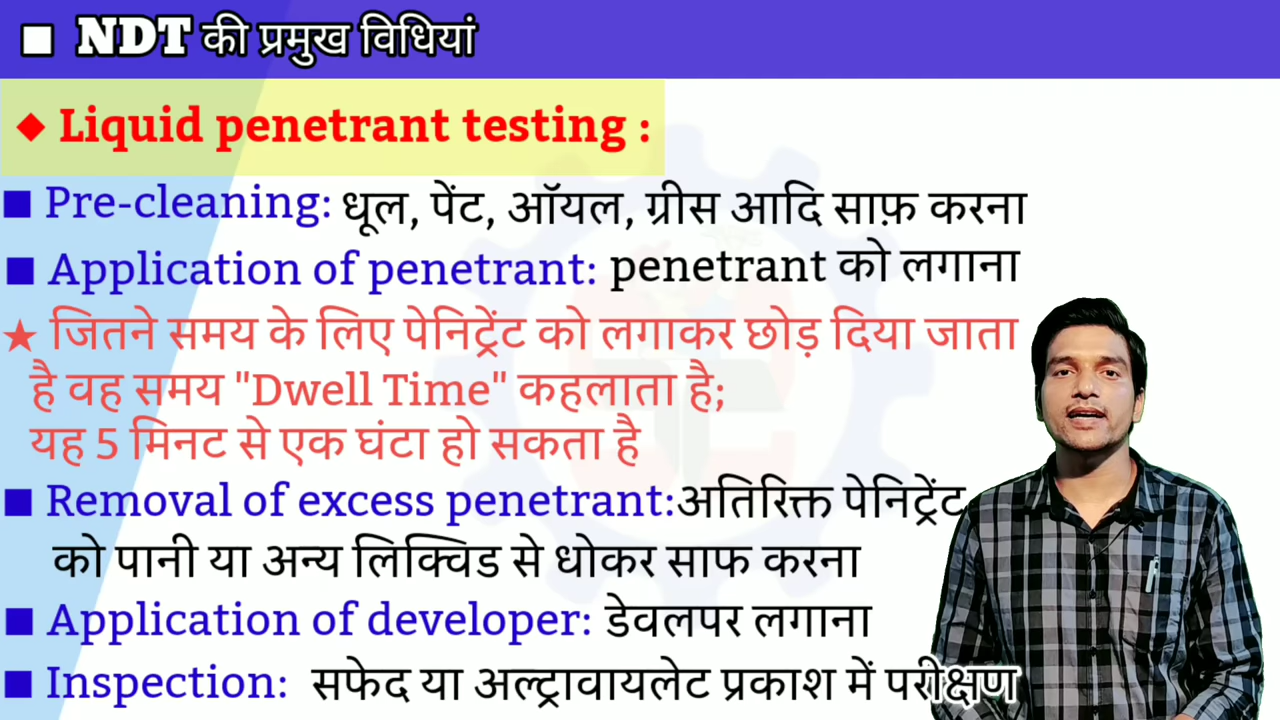 ■ NDT की प्रमुख विधियां
◆ Liquid penetrant testing :
■ Pre-cleaning: धूल, पेंट, ऑयल, ग्रीस आदि साफ़ करना
■ Application of penetrant: penetrant को लगाना
★ जितने समय के लिए पेनिट्रेंट को लगाकर छोड़ दिया जाता
है वह समय "Dwell Time" कहलाता है;
यह 5 मिनट से एक घंटा हो सकता है
■ Removal of excess penetrant:अतिरिक्त पेनिट्रेंट
को पानी या अन्य लिक्विड से धोकर साफ करना
■ Application of developer: डेवलपर लगाना
■ Inspection: सफेद या अल्ट्रावायलेट प्रकाश में परीक्षण